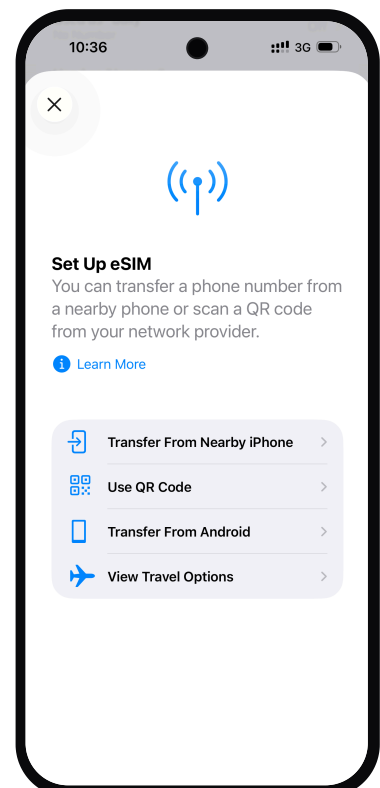 10:36
3G
Set Up eSIM
You can transfer a phone number from
a nearby phone or scan a QR code
from your network provider.
Learn More
Transfer From Nearby iPhone
Use QR Code
Transfer From Android
View Travel Options